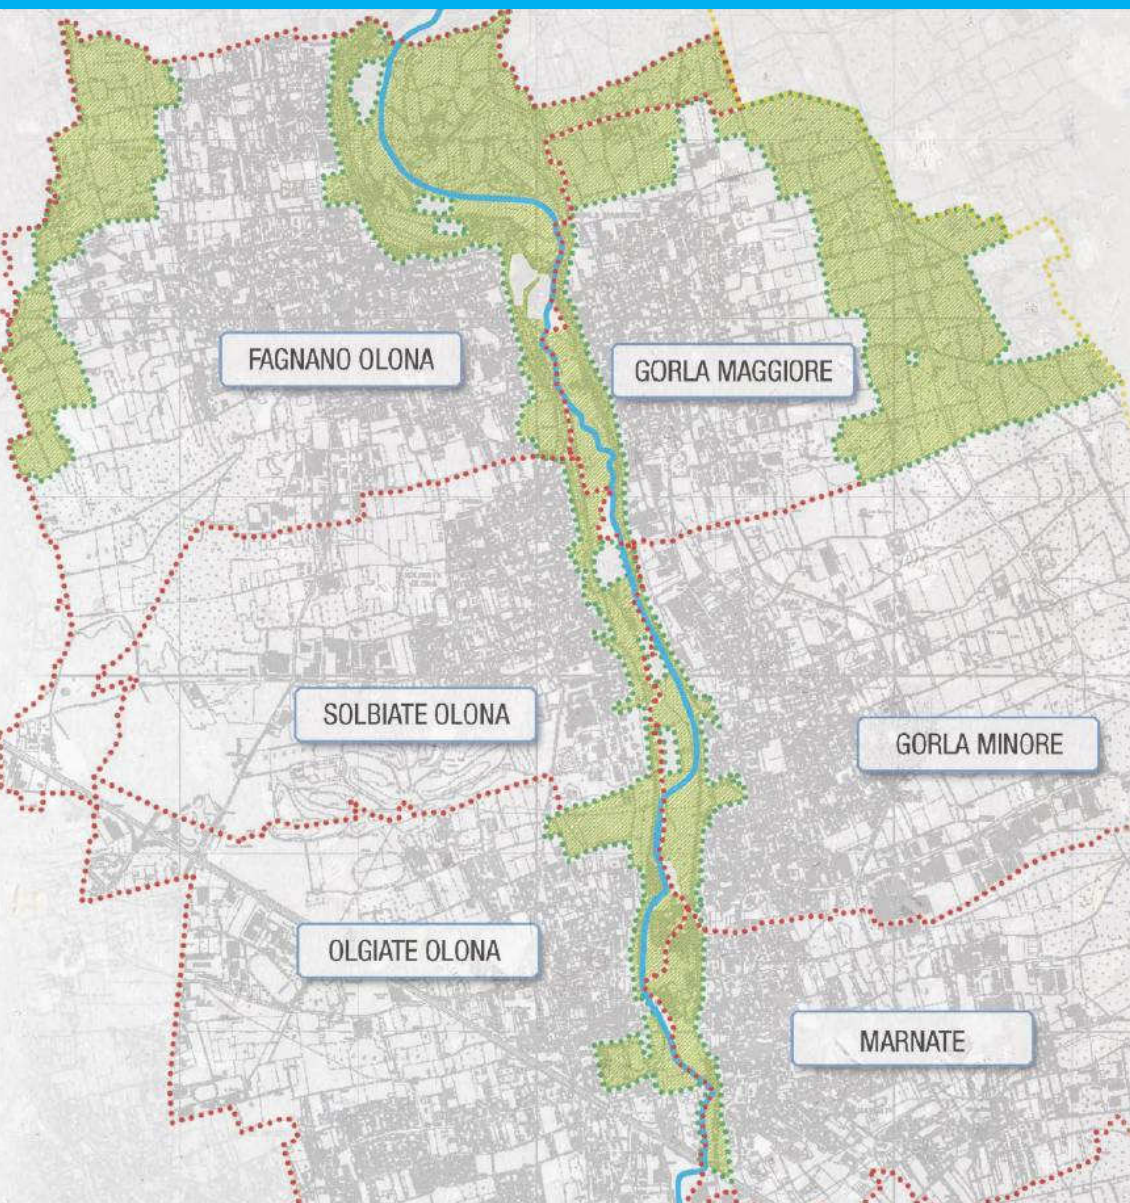 FAGNANO OLONA
GORLA MAGGIORE
SOLBIATE OLONA
GORLA MINORE
OLGIATE OLONA
MARNATE